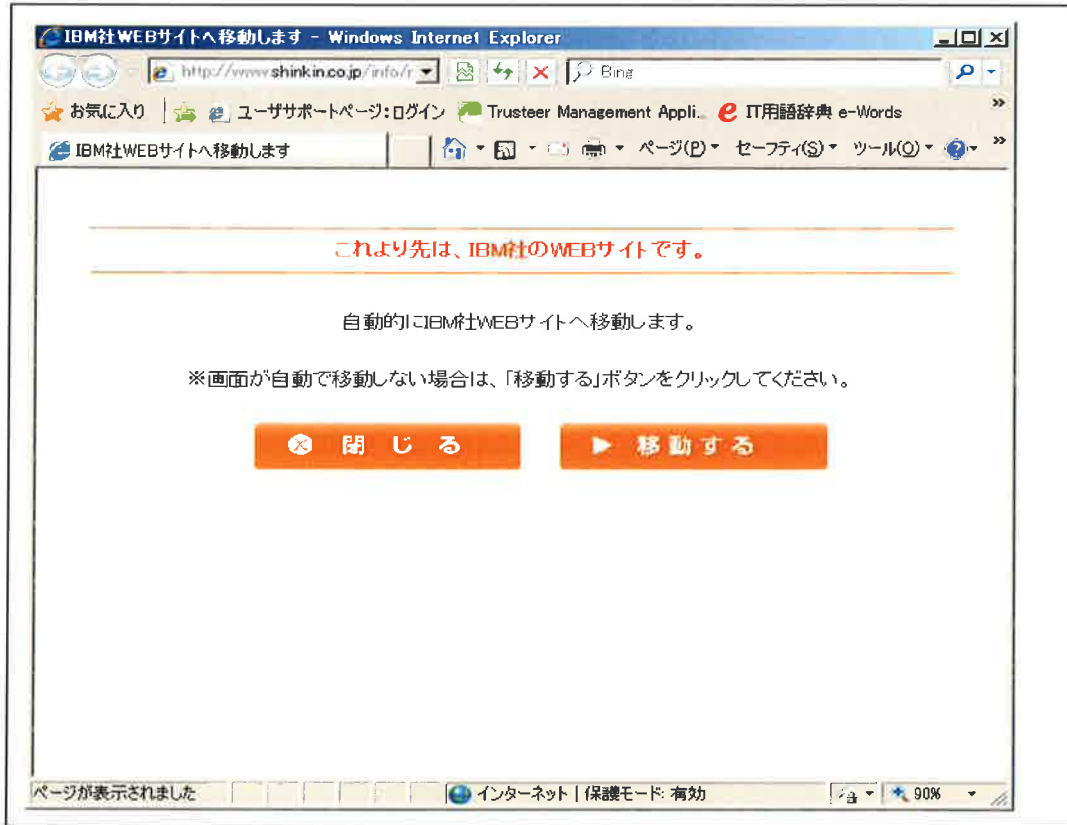 IBM社WEBサイトへ移動します - Windows Internet Explorer
http://www.shinkin.co.jp/info/r Bing
お気に入り ユーザサポートページ:ログイン Trusteer Management Appli... IT用語辞典 e-Words »
IBM社WEBサイトへ移動します ページ(P) セーフティ(S) ツール(O) »
これより先は、IBM社のWEBサイトです。
自動的にIBM社WEBサイトへ移動します。
※画面が自動で移動しない場合は、「移動する」ボタンをクリックしてください。
閉じる 移動する
ページが表示されました インターネット | 保護モード: 有効 90%